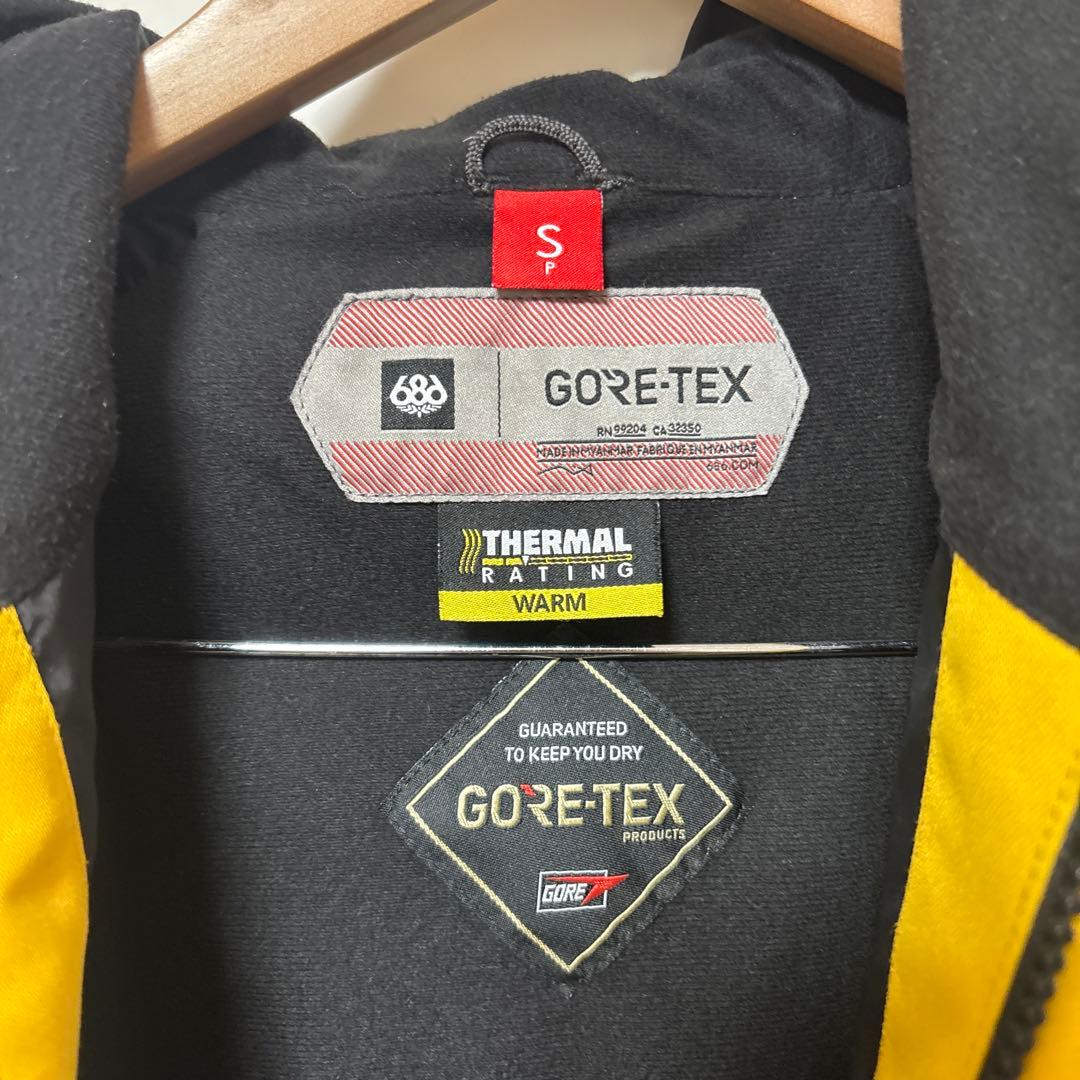 S
P
686
GORE-TEX
RN 99204 CA 32350
MADE IN MYANMAR FABRIQUE EN MYANMAR
686.COM
THERMAL
RATING
WARM
GUARANTEED
TO KEEP YOU DRY
GORE-TEX
PRODUCTS
GORE